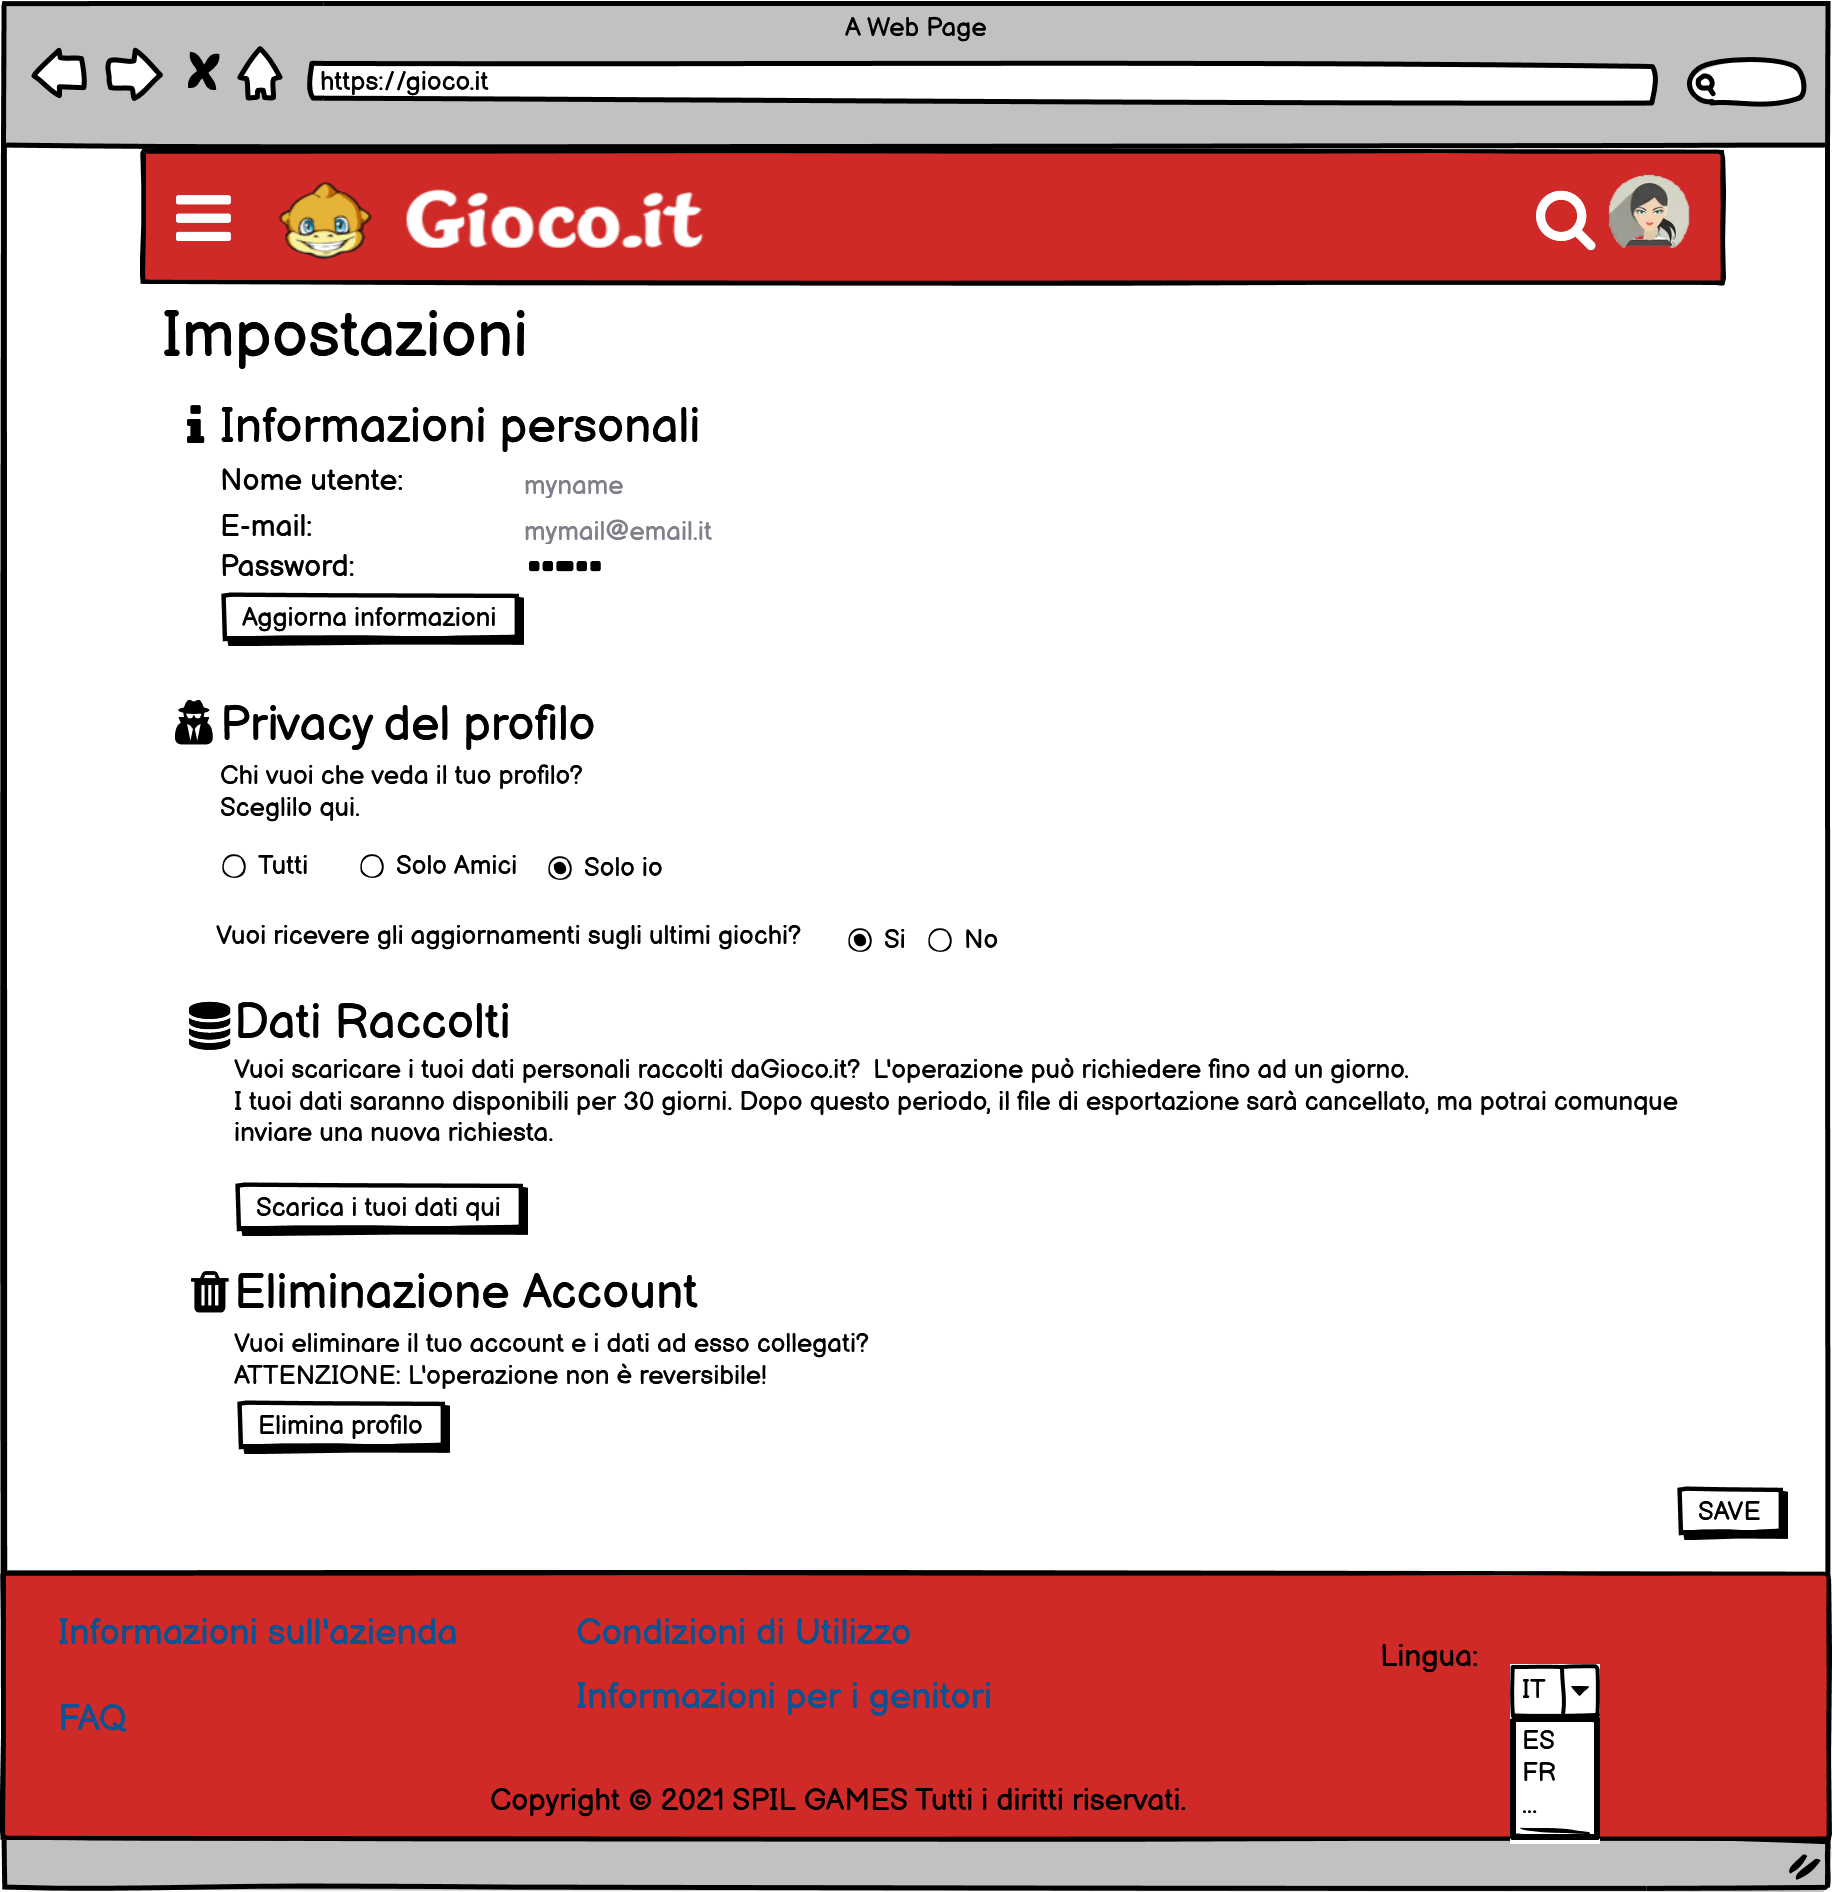 A Web Page
https://gioco.it
Gioco.it
Impostazioni
Informazioni personali
Nome utente: myname
E-mail: mymail@email.it
Password:
Aggiorna informazioni
Privacy del profilo
Chi vuoi che veda il tuo profilo?
Sceglilo qui.
Tutti Solo Amici Solo io
Vuoi ricevere gli aggiornamenti sugli ultimi giochi? Si No
Dati Raccolti
Vuoi scaricare i tuoi dati personali raccolti daGioco.it? L'operazione può richiedere fino ad un giorno.
I tuoi dati saranno disponibili per 30 giorni. Dopo questo periodo, il file di esportazione sarà cancellato, ma potrai comunque
inviare una nuova richiesta.
Scarica i tuoi dati qui
Eliminazione Account
Vuoi eliminare il tuo account e i dati ad esso collegati?
ATTENZIONE: L'operazione non è reversibile!
Elimina profilo
SAVE
Informazioni sull'azienda
Condizioni di Utilizzo
Lingua:
IT
Informazioni per i genitori
FAQ
ES
FR
...
Copyright © 2021 SPIL GAMES Tutti i diritti riservati.